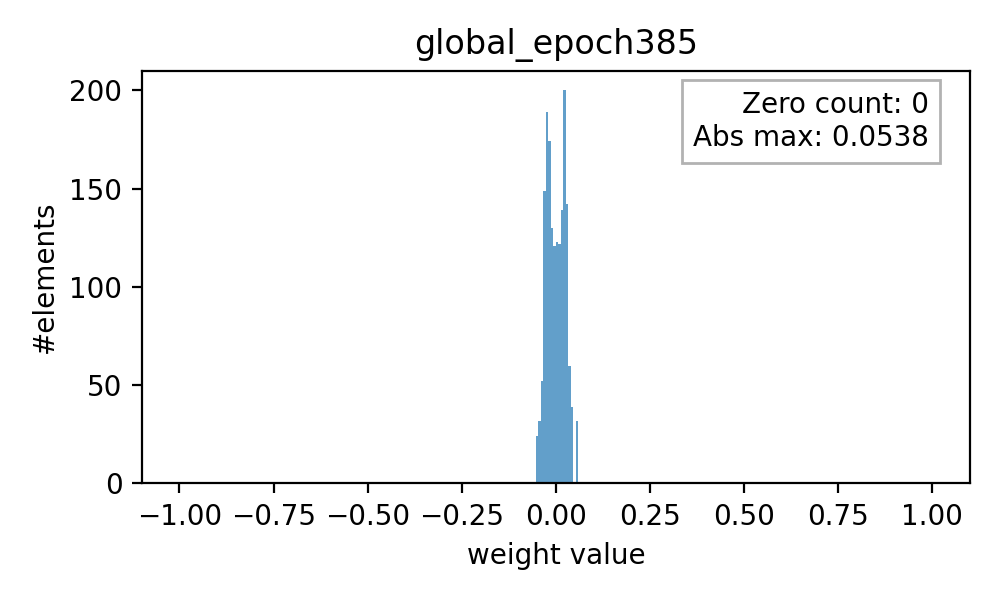 global_epoch385
Zero count: 0
Abs max: 0.0538
#elements
200
150
100
50
0
−1.00 −0.75 −0.50 −0.25 0.00 0.25 0.50 0.75 1.00
weight value